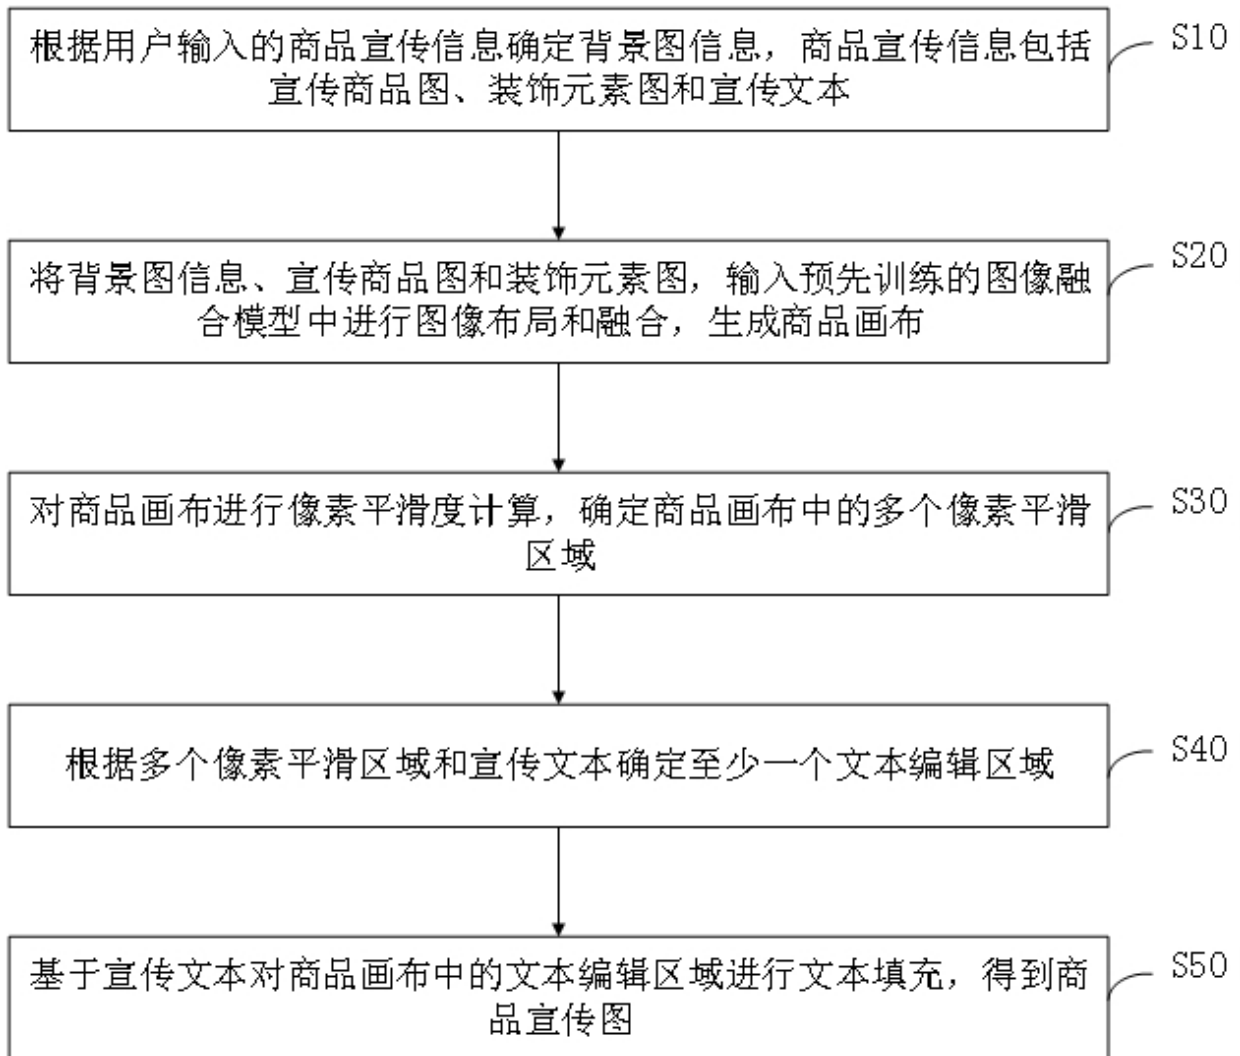 根据用户输入的商品宣传信息确定背景图信息，商品宣传信息包括
宣传商品图、装饰元素图和宣传文本
S10
将背景图信息、宣传商品图和装饰元素图，输入预先训练的图像融
合模型中进行图像布局和融合，生成商品画布
S20
对商品画布进行像素平滑度计算，确定商品画布中的多个像素平滑
区域
S30
根据多个像素平滑区域和宣传文本确定至少一个文本编辑区域
S40
基于宣传文本对商品画布中的文本编辑区域进行文本填充，得到商
品宣传图
S50